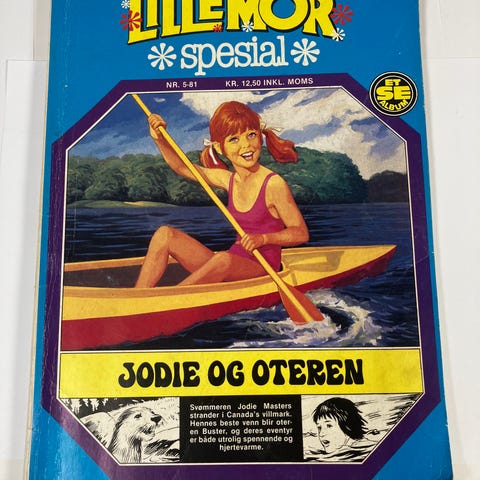 LILLEMOR
spesial
NR. 5-81
KR. 12,50 INKL. MOMS
ET
SE
ALBUM
JODIE OG OTEREN
Svømmeren Jodie Masters
strander i Canada's villmark.
Hennes beste venn blir oter-
en Buster, og deres eventyr
er både utrolig spennende og
hjertevarme.